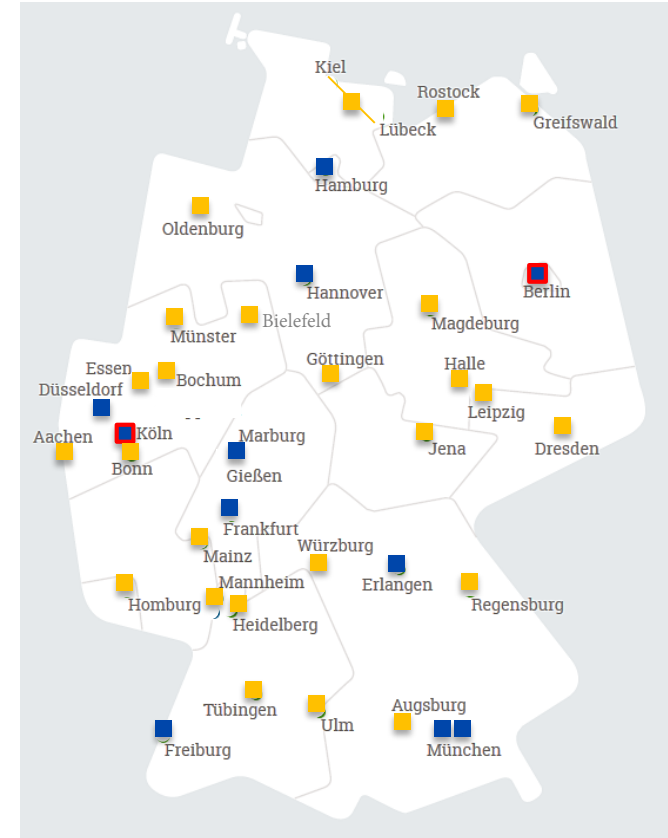 Kiel
Rostock
Lübeck
Greifswald
Hamburg
Oldenburg
Berlin
Hannover
Bielefeld
Magdeburg
Münster
Göttingen
Halle
Essen
Bochum
Düsseldorf
Leipzig
Köln
Marburg
Aachen
Jena
Dresden
Bonn
Gießen
Frankfurt
Würzburg
Mainz
Mannheim
Erlangen
Homburg
Regensburg
Heidelberg
Augsburg
Tübingen
Ulm
Freiburg
München